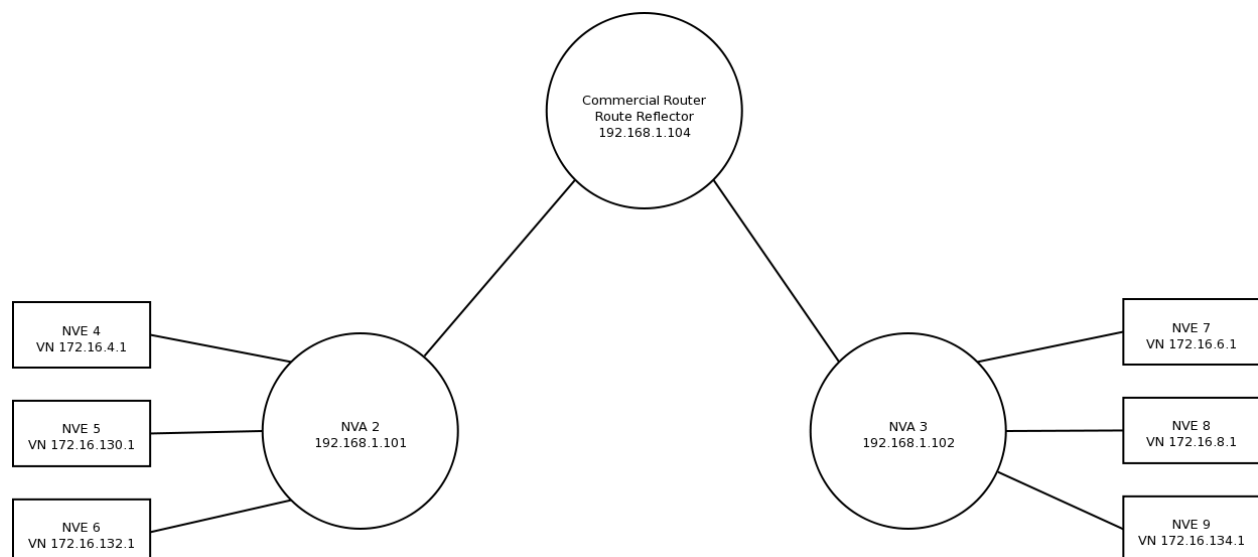 Commercial Router
Route Reflector
192.168.1.104
NVE 4
VN 172.16.4.1
NVE 5
VN 172.16.130.1
NVE 6
VN 172.16.132.1
NVA 2
192.168.1.101
NVA 3
192.168.1.102
NVE 7
VN 172.16.6.1
NVE 8
VN 172.16.8.1
NVE 9
VN 172.16.134.1